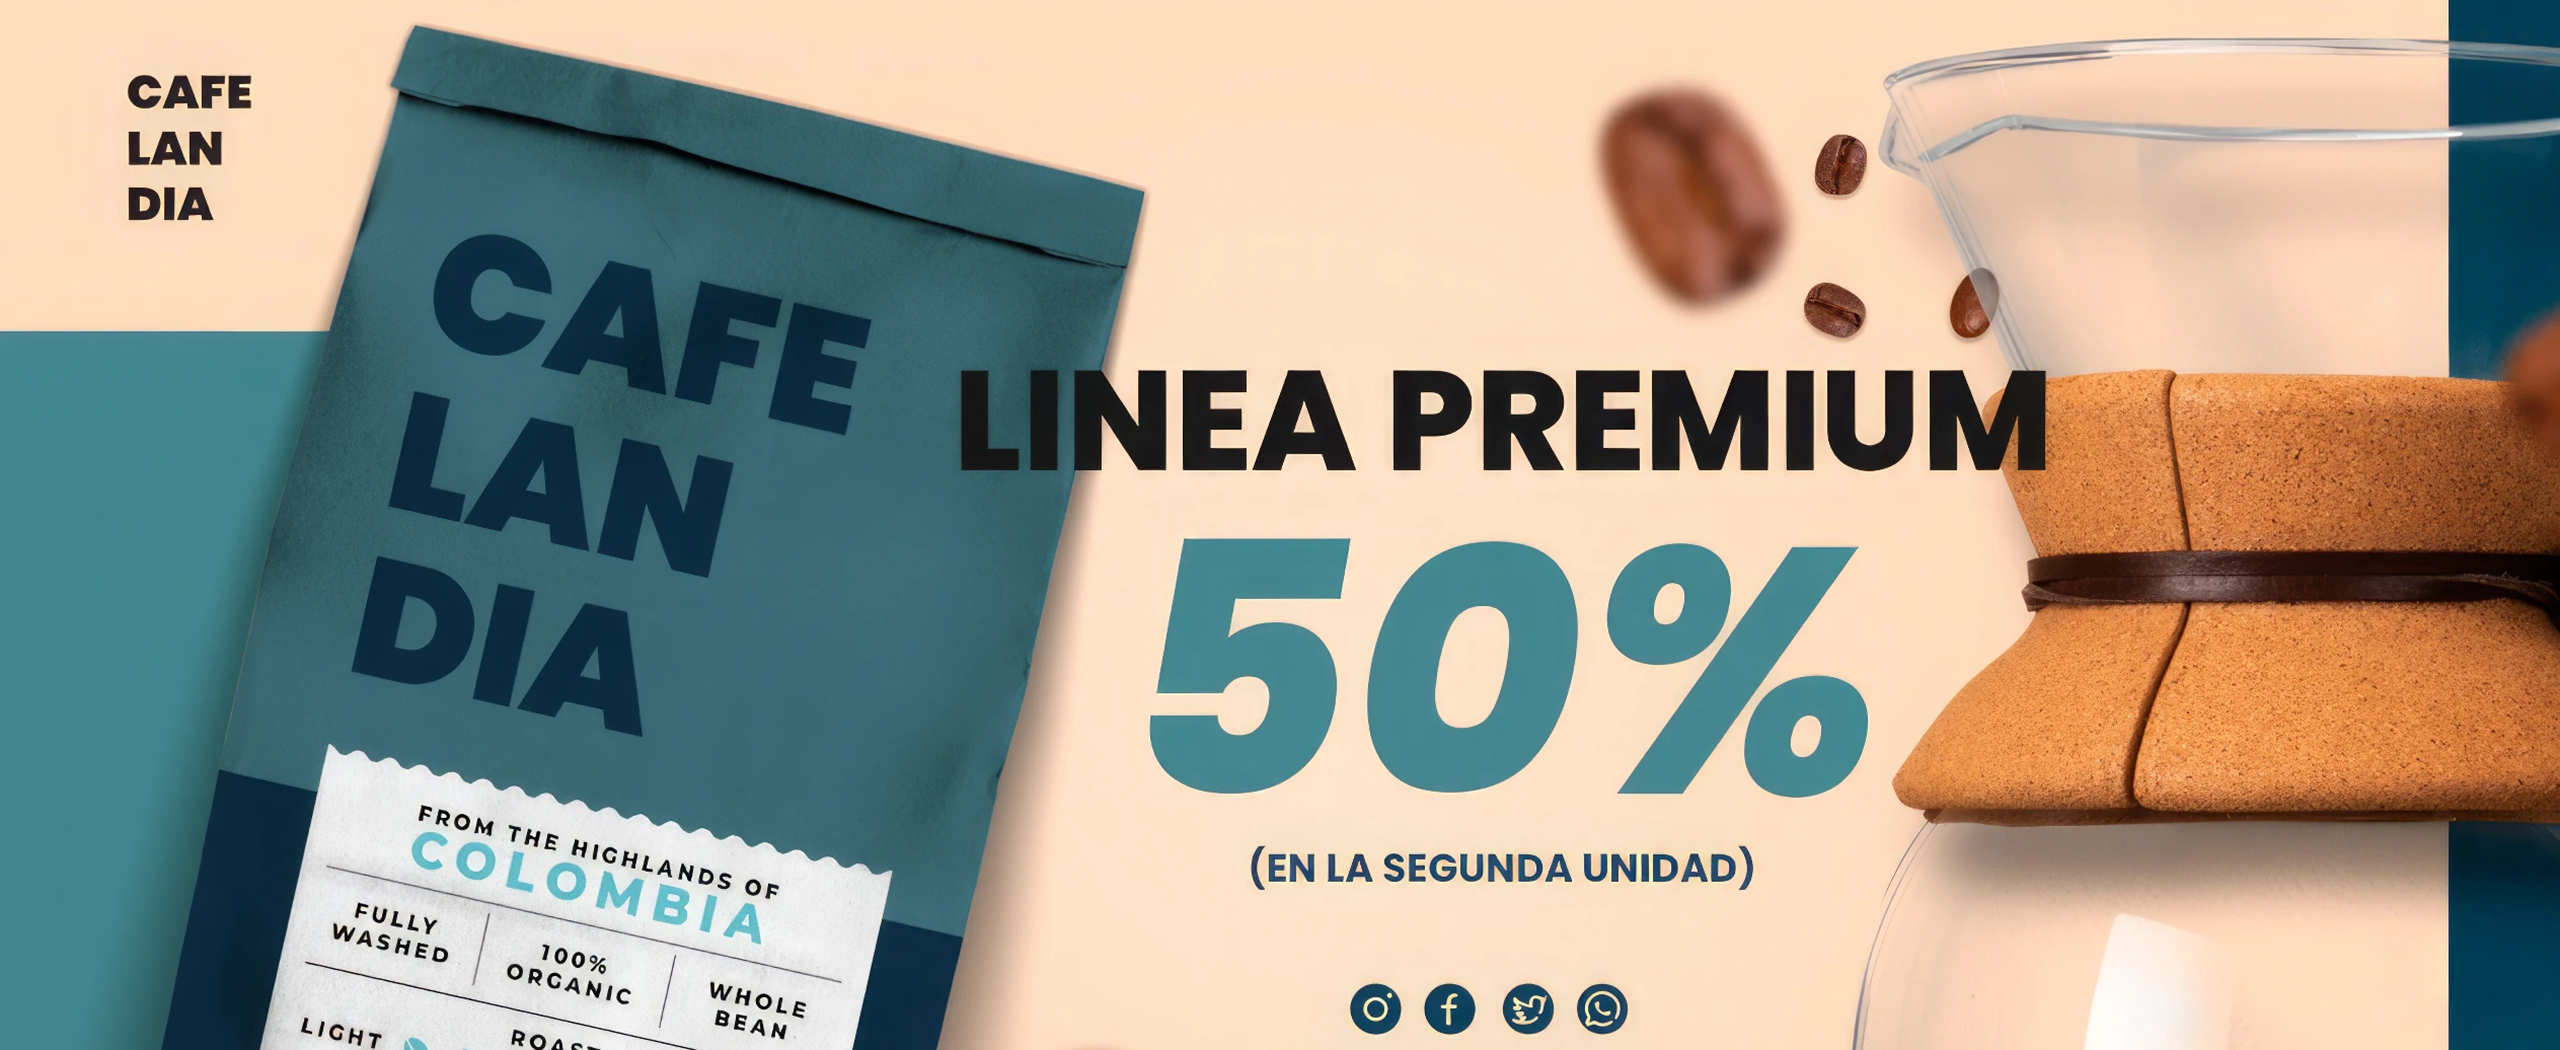 CAFE
LAN
DIA
CAFE
LAN
DIA
FROM THE HIGHLANDS OF
COLOMBIA
FULLY
WASHED
100%
ORGANIC
WHOLE
BEAN
LIGHT
LINEA PREMIUM
50%
(EN LA SEGUNDA UNIDAD)